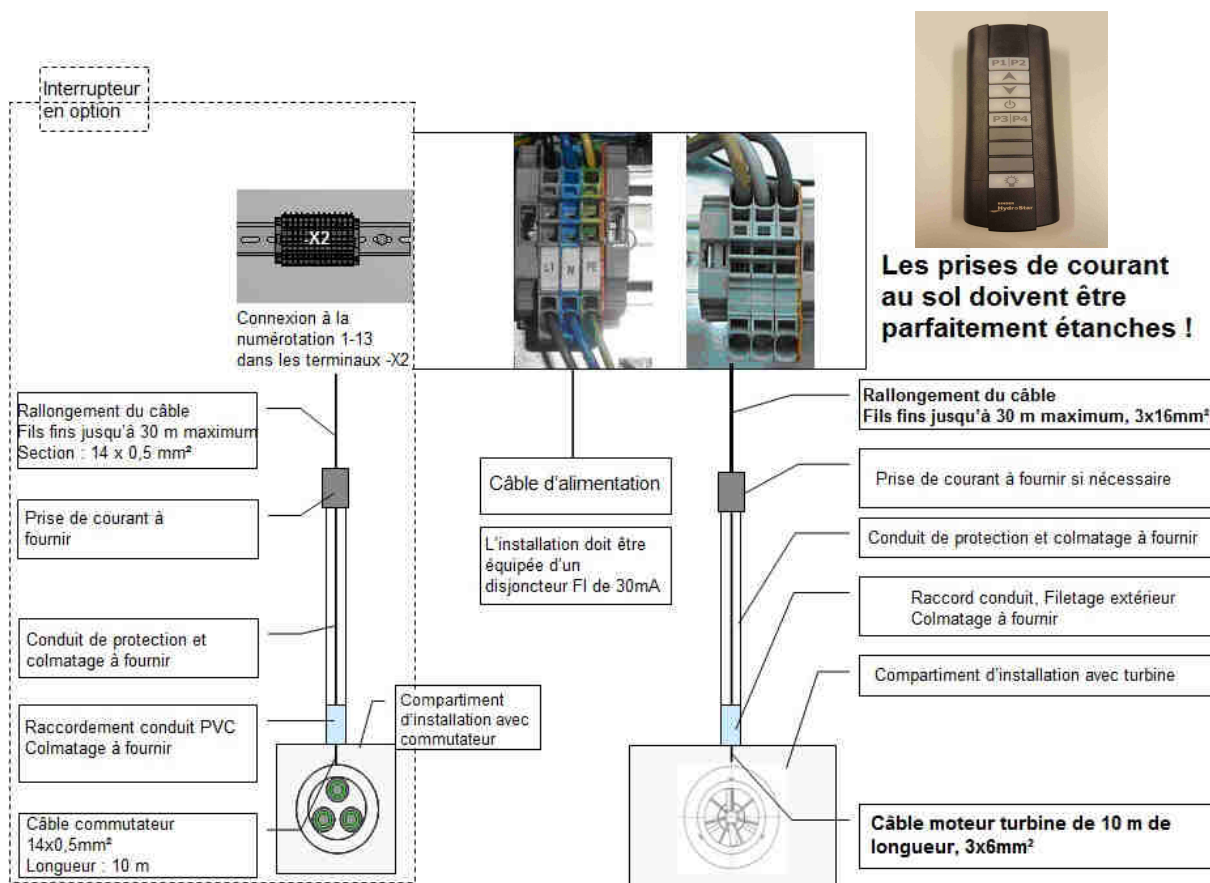 Interrupteur
en option
-X2
Connexion à la
numérotation 1-13
dans les terminaux -X2
L1 N PE
P1 P2
P3 P4
HydroStar
Les prises de courant
au sol doivent être
parfaitement étanches !
Rallongement du câble
Fils fins jusqu'à 30 m maximum
Section : 14 x 0,5 mm²
Prise de courant à
fournir
Conduit de protection et
colmatage à fournir
Raccordement conduit PVC
Colmatage à fournir
Câble commutateur
14x0,5mm²
Longueur : 10 m
Compartiment
d'installation avec
commutateur
Câble d'alimentation
L'installation doit être
équipée d'un
disjoncteur FI de 30mA
Rallongement du câble
Fils fins jusqu'à 30 m maximum, 3x16mm²
Prise de courant à fournir si nécessaire
Conduit de protection et colmatage à fournir
Raccord conduit, Filetage extérieur
Colmatage à fournir
Compartiment d'installation avec turbine
Câble moteur turbine de 10 m de
longueur, 3x6mm²